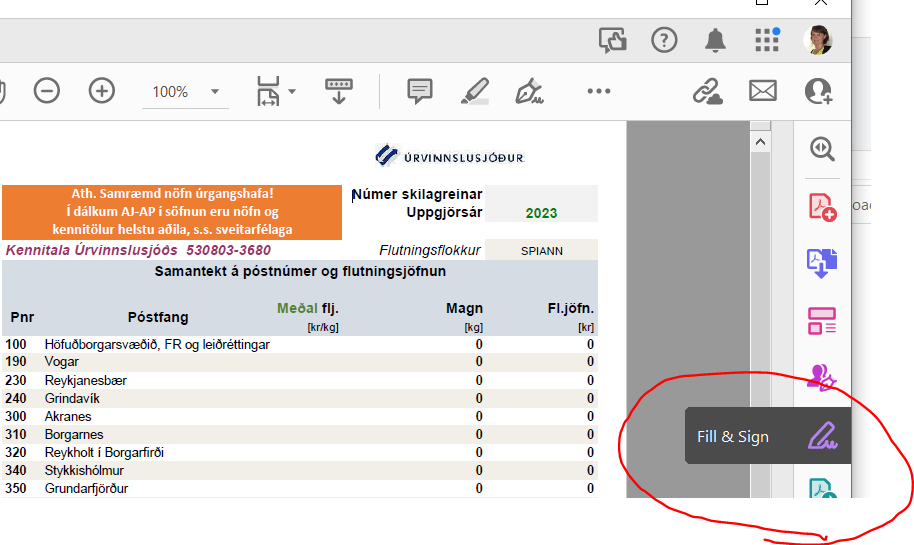 100%
ÚRVINNSLUSJÓÐUR
Ath. Samræmd nöfn úrgangshafa!
Í dálkum AJ-AP í söfnun eru nöfn og
kennitölur helstu aðila, s.s. sveitarfélaga
Númer skilagreinar
Uppgjörsár 2023
Kennitala Úrvinnslusjóðs 530803-3680 Flutningsflokkur SPIANN
Samantekt á póstnúmer og flutningsjöfnun
Pnr Póstfang Meðal flj. Magn Fl.jöfn.
[kr/kg] [kg] [kr]
100 Höfuðborgarsvæðið, FR og leiðréttingar 0 0
190 Vogar 0 0
230 Reykjanesbær 0 0
240 Grindavík 0 0
300 Akranes 0 0
310 Borgarnes 0 0
320 Reykholt í Borgarfirði 0 0
340 Stykkishólmur 0 0
350 Grundarfjörður 0 0
Fill & Sign